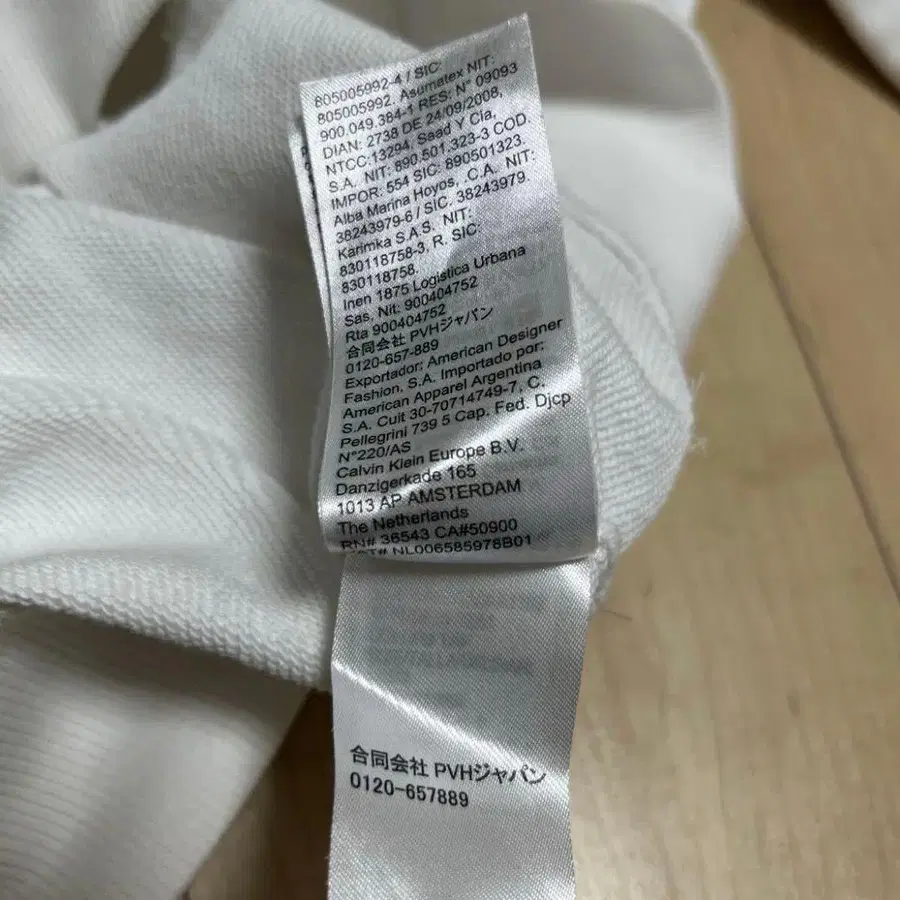 805005992-4 / SIC:
805005992, Asumatex NIT:
900.049.384-1 RES: N° 09093
DIAN: 2738 DE 24/09/2008,
NTCC:13294, Saad Y Cia,
S.A. NIT: 890.501.323-3 COD.
IMPOR: 554 SIC: 890501323.
Alba Marina Hoyos, .C.A. NIT:
38243979-6 / SIC. 38243979.
Karimka S.A.S. NIT:
830118758-3. R. SIC:
830118758.
Inen 1875 Logistica Urbana
Sas, Nit: 900404752
Rta 900404752
合同会社 PVHジャパン
0120-657-889
Exportador: American Designer
Fashion, S.A. Importado por:
American Apparel Argentina
S.A. Cuit 30-70714749-7, C.
Pellegrini 739 5 Cap. Fed. Djcp
N°220/AS
Calvin Klein Europe B.V.
Danzigerkade 165
1013 AP AMSTERDAM
The Netherlands
RN# 36543 CA#50900
NL006585978B01
合同会社 PVHジャパン
0120-657889